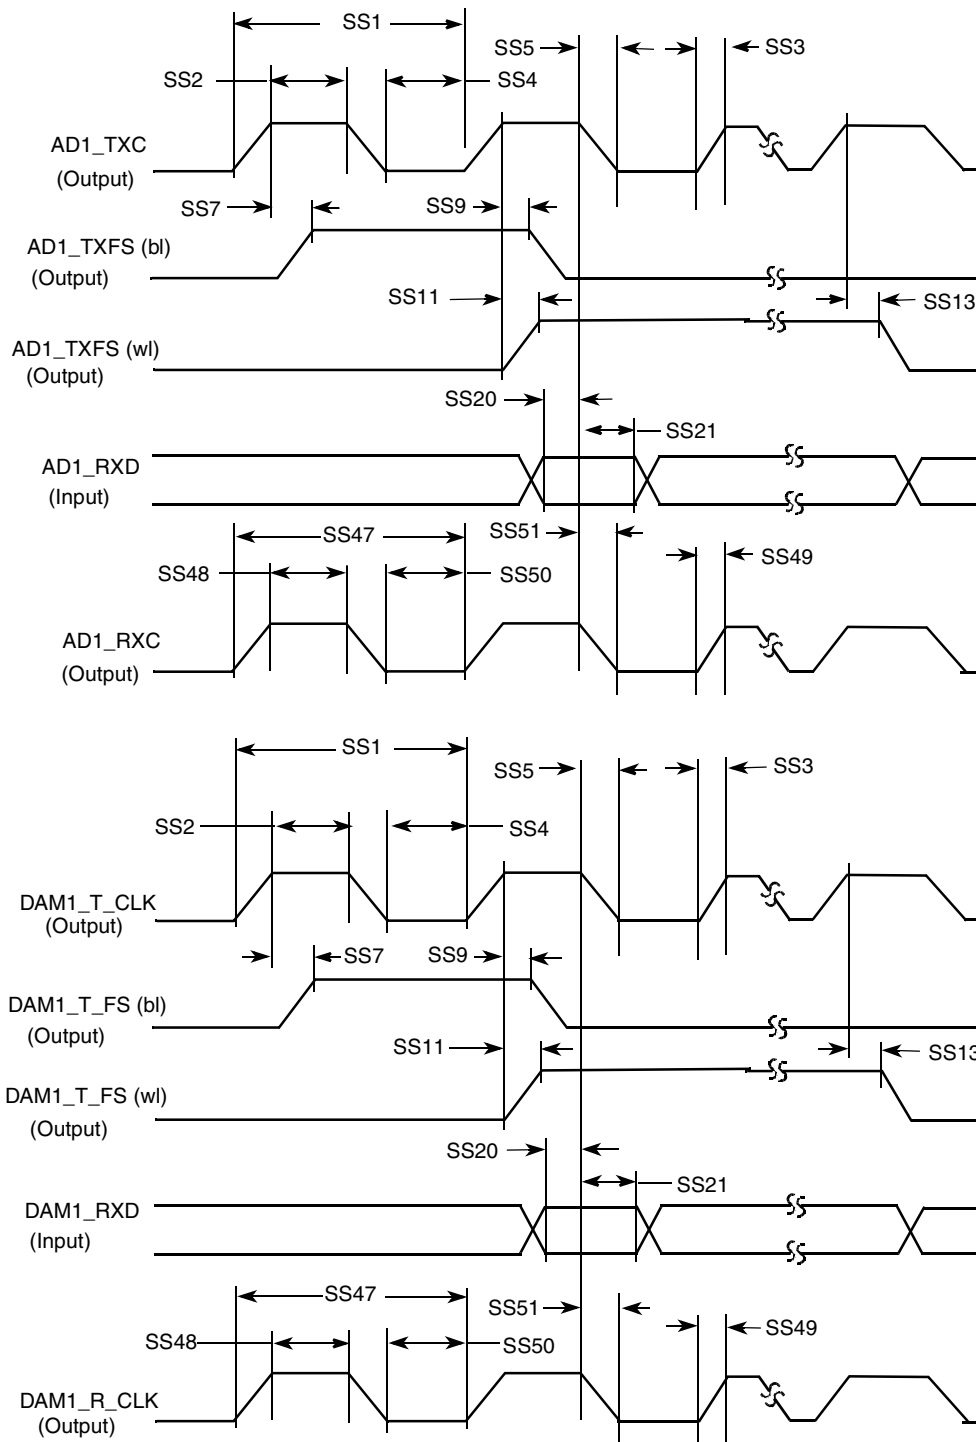 SS1
SS5
SS3
SS2
SS4
AD1_TXC
(Output)
SS7
SS9
AD1_TXFS (bl)
(Output)
SS11
SS13
AD1_TXFS (wl)
(Output)
SS20
SS21
AD1_RXD
(Input)
SS47
SS51
SS49
SS48
SS50
AD1_RXC
(Output)
SS1
SS5
SS3
SS2
SS4
DAM1_T_CLK
(Output)
SS7
SS9
DAM1_T_FS (bl)
(Output)
SS11
SS13
DAM1_T_FS (wl)
(Output)
SS20
SS21
DAM1_RXD
(Input)
SS47
SS51
SS49
SS48
SS50
DAM1_R_CLK
(Output)